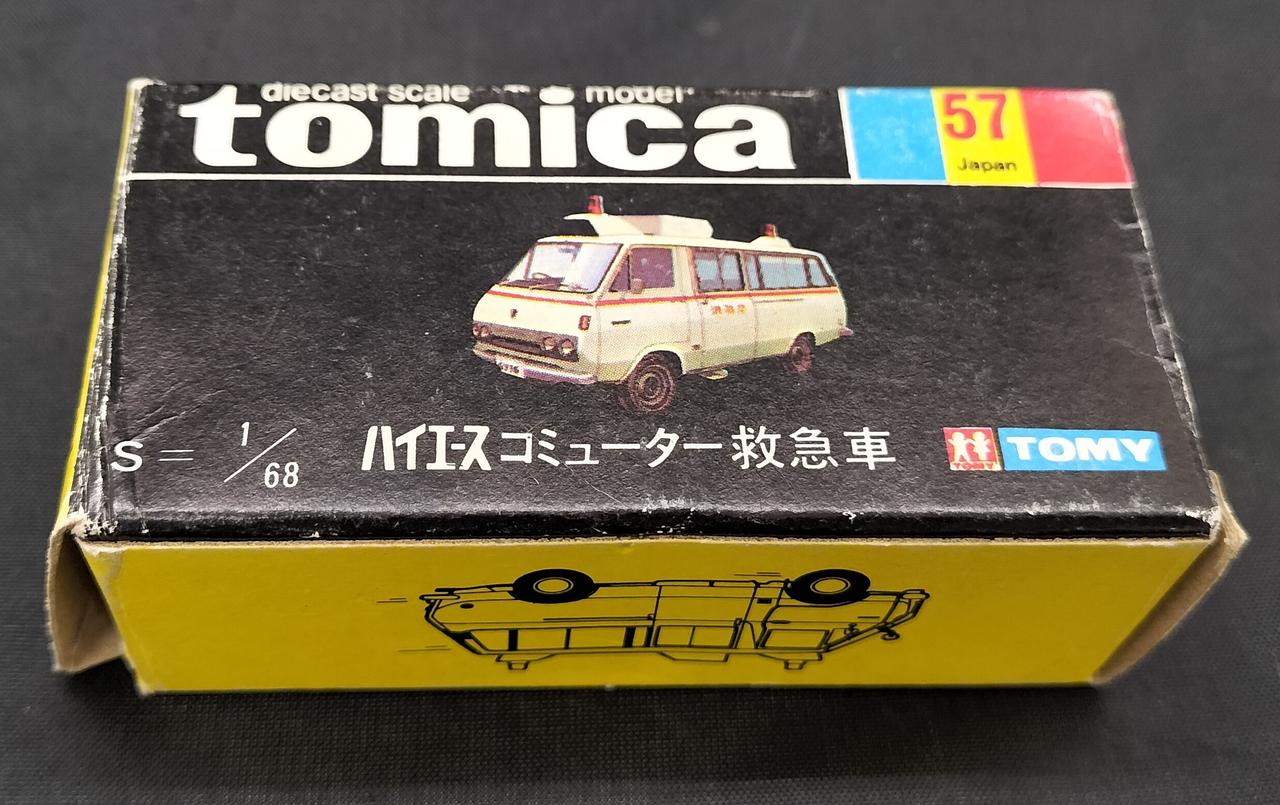 diecast scale model
tomica
57
Japan
S = 1/68
ハイエースコミューター救急車
TOMY
TOMY